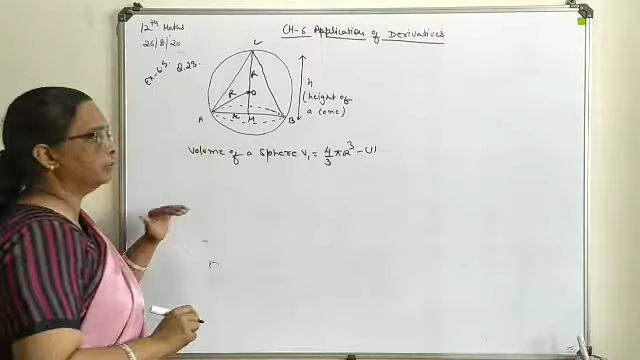 12th Maths
26/8/20
CH-6 Application of Derivatives
Ex-6.5 Q.23.
C
R
R
O
A
r
M
B
h
(height of
a cone)
Volume of a Sphere V₁ = 4/3 πR³ - (1)